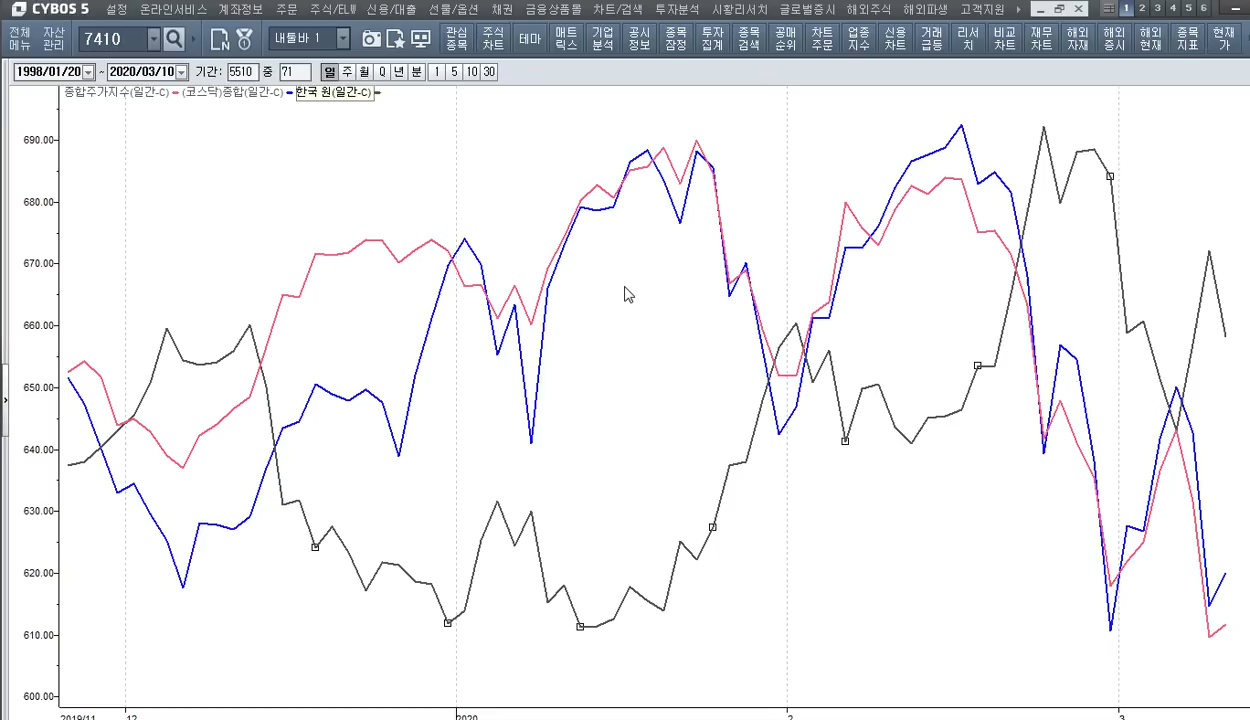 CYBOS 5 설정 온라인서비스 계좌정보 주문 주식/ELW 신용/대출 선물/옵션 채권 금융상품몰 차트/검색 투자분석 시황리서치 글로벌증시 해외주식 해외파생 고객지원 1 2 3 4 5 6
전체 메뉴 자산 관리 7410 내툴바 1 관심 종목 주식 차트 테마 매트 릭스 기업 분석 공시 정보 종목 잠정 투자 집계 종목 검색 공매 순위 차트 주문 업종 지수 신용 차트 거래 급등 리서 치 비교 차트 재무 차트 해외 자재 해외 증시 해외 현재 종목 지표 현재 가
1998/01/20 ~ 2020/03/10 기간: 5510 중 71 일 주 월 Q 년 분 1 5 10 30
종합주가지수(일간-C) (코스닥)종합(일간-C) 한국 원(일간-C)
690.00
680.00
670.00
660.00
650.00
640.00
630.00
620.00
610.00
600.00
2019/11 12 2020 2 3